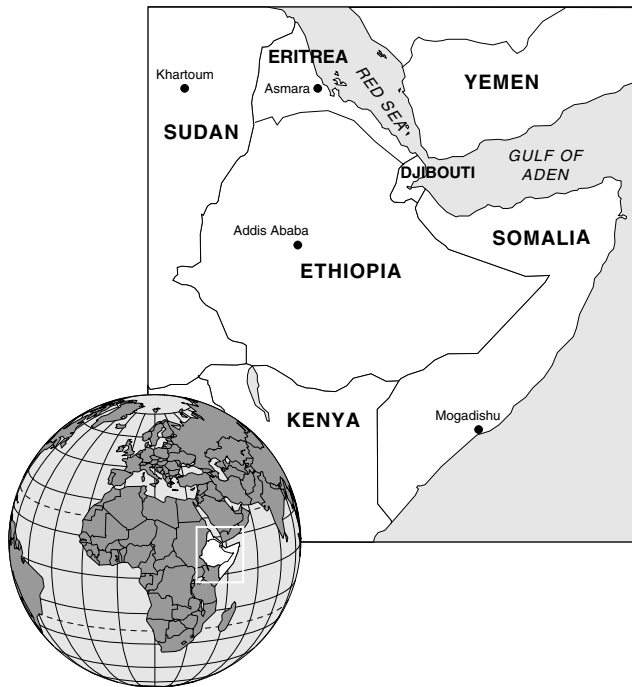 ERITREA
Khartoum
Asmara
YEMEN
RED SEA
SUDAN
GULF OF
ADEN
DJIBOUTI
Addis Ababa
SOMALIA
ETHIOPIA
KENYA
Mogadishu